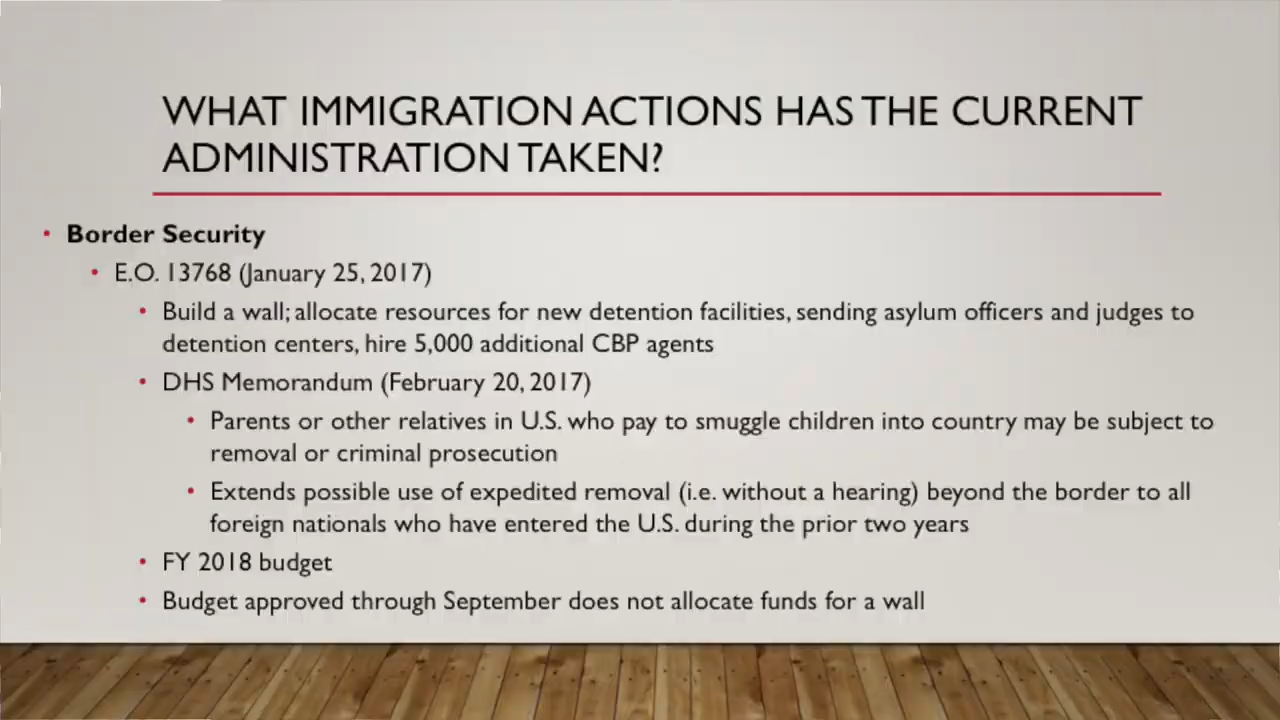 WHAT IMMIGRATION ACTIONS HAS THE CURRENT
ADMINISTRATION TAKEN?
• Border Security
• E.O. 13768 (January 25, 2017)
• Build a wall; allocate resources for new detention facilities, sending asylum officers and judges to
detention centers, hire 5,000 additional CBP agents
• DHS Memorandum (February 20, 2017)
• Parents or other relatives in U.S. who pay to smuggle children into country may be subject to
removal or criminal prosecution
• Extends possible use of expedited removal (i.e. without a hearing) beyond the border to all
foreign nationals who have entered the U.S. during the prior two years
• FY 2018 budget
• Budget approved through September does not allocate funds for a wall